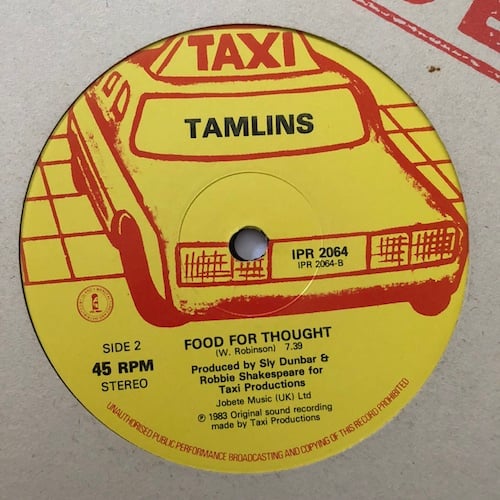 TAXI
TAMLINS
IPR 2064
IPR 2064-B
SIDE 2
45 RPM
STEREO
FOOD FOR THOUGHT
(W. Robinson) 7.39
Produced by Sly Dunbar &
Robbie Shakespeare for
Taxi Productions
Jobete Music (UK) Ltd
℗ 1983 Original sound recording
made by Taxi Productions
UNAUTHORISED PUBLIC PERFORMANCE BROADCASTING AND COPYING OF THIS RECORD PROHIBITED